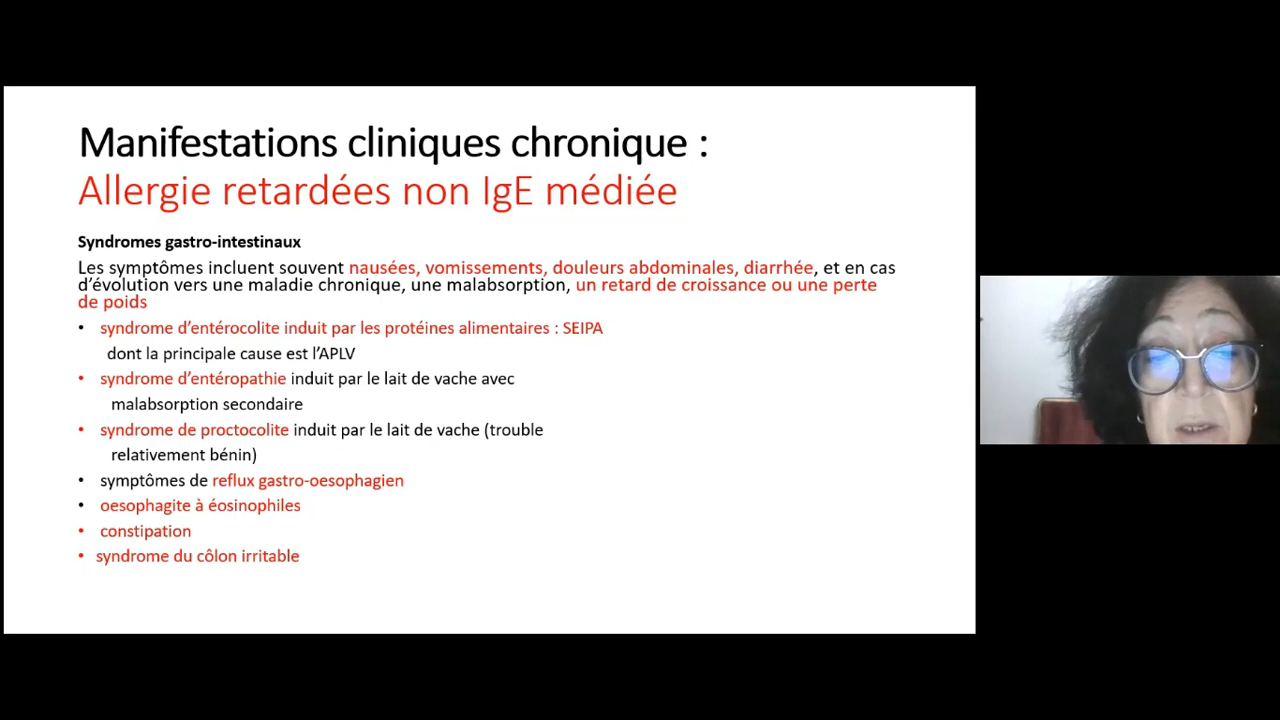 Manifestations cliniques chronique :
Allergie retardées non IgE médiée
Syndromes gastro-intestinaux
Les symptômes incluent souvent nausées, vomissements, douleurs abdominales, diarrhée, et en cas
d’évolution vers une maladie chronique, une malabsorption, un retard de croissance ou une perte
de poids
• syndrome d’entérocolite induit par les protéines alimentaires : SEIPA
dont la principale cause est l’APLV
• syndrome d’entéropathie induit par le lait de vache avec
malabsorption secondaire
• syndrome de proctocolite induit par le lait de vache (trouble
relativement bénin)
• symptômes de reflux gastro-oesophagien
• oesophagite à éosinophiles
• constipation
• syndrome du côlon irritable